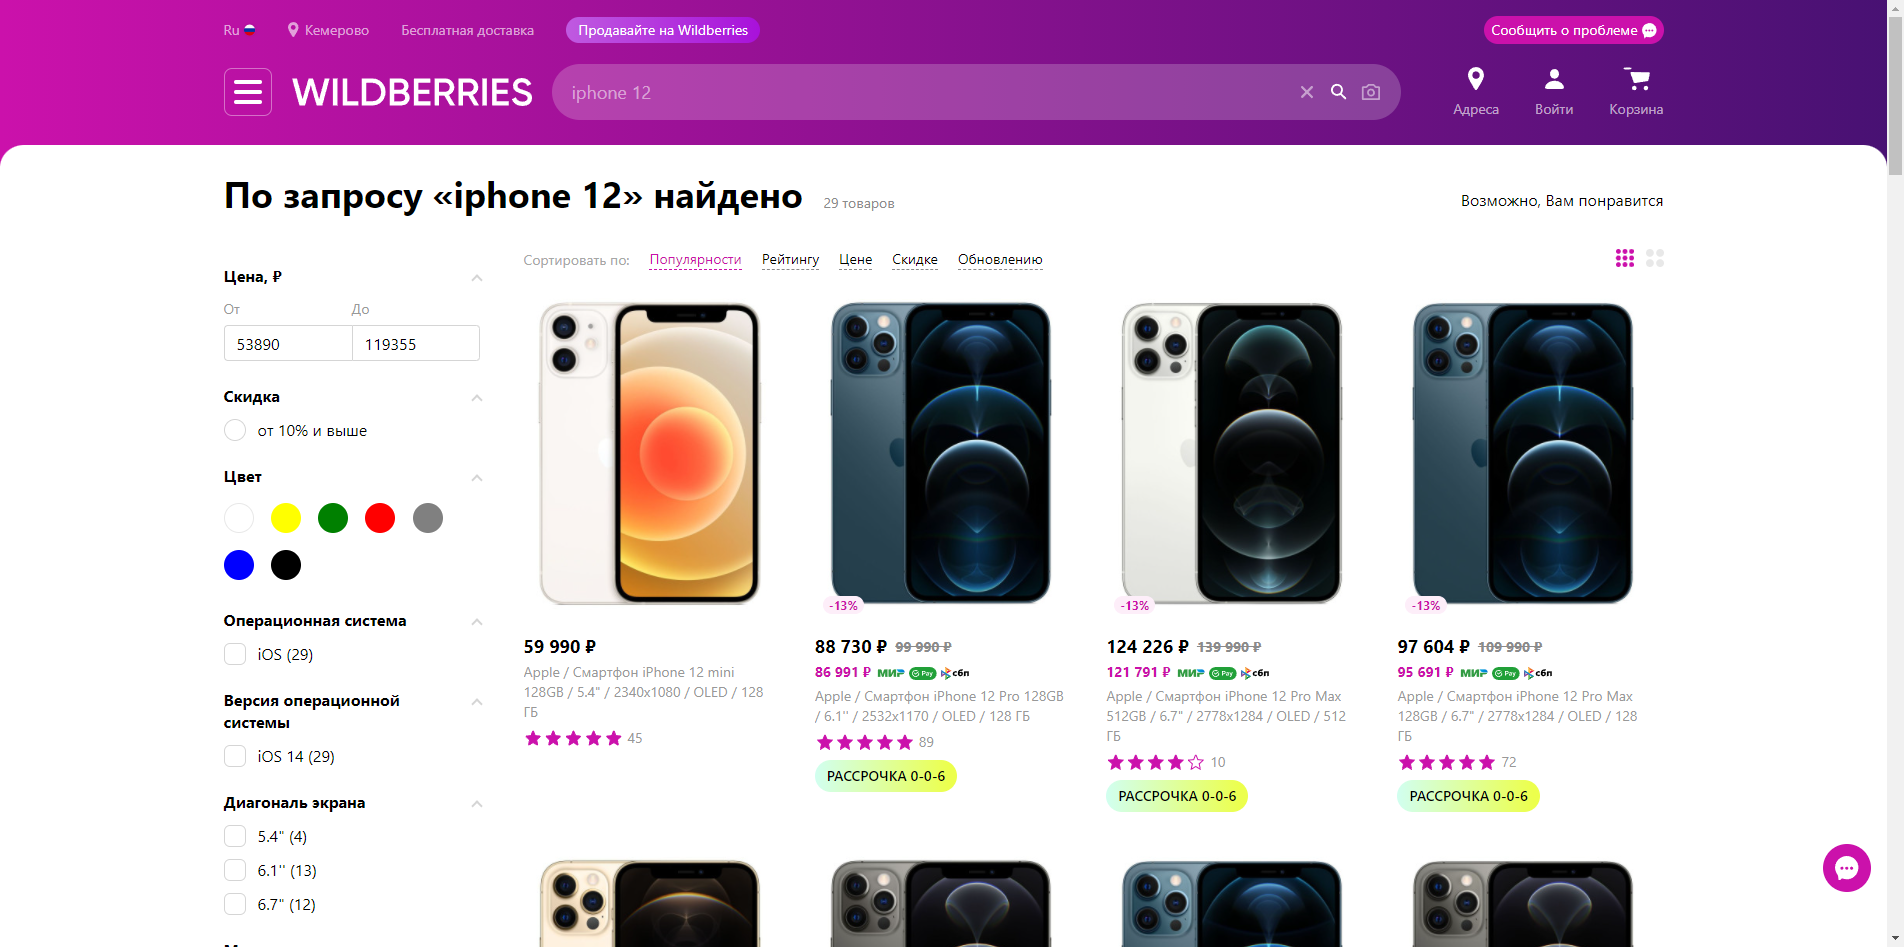 Ru
Кемерово
Бесплатная доставка
Продавайте на Wildberries
Сообщить о проблеме
WILDBERRIES
iphone 12
Адреса
Войти
Корзина
По запросу «iphone 12» найдено
29 товаров
Возможно, Вам понравится
Сортировать по:
Популярности
Рейтингу
Цене
Скидке
Обновлению
Цена, ₽
От
До
53890
119355
Скидка
от 10% и выше
Цвет
Операционная система
iOS (29)
Версия операционной
системы
iOS 14 (29)
Диагональ экрана
5.4" (4)
6.1'' (13)
6.7" (12)
59 990 ₽
Apple / Смартфон iPhone 12 mini
128GB / 5.4" / 2340x1080 / OLED / 128
ГБ
45
-13%
88 730 ₽ 99 990 ₽
86 991 ₽ МИР Pay сбп
Apple / Смартфон iPhone 12 Pro 128GB
/ 6.1'' / 2532x1170 / OLED / 128 ГБ
89
РАССРОЧКА 0-0-6
-13%
124 226 ₽ 139 990 ₽
121 791 ₽ МИР Pay сбп
Apple / Смартфон iPhone 12 Pro Max
512GB / 6.7" / 2778x1284 / OLED / 512
ГБ
10
РАССРОЧКА 0-0-6
-13%
97 604 ₽ 109 990 ₽
95 691 ₽ МИР Pay сбп
Apple / Смартфон iPhone 12 Pro Max
128GB / 6.7" / 2778x1284 / OLED / 128
ГБ
72
РАССРОЧКА 0-0-6